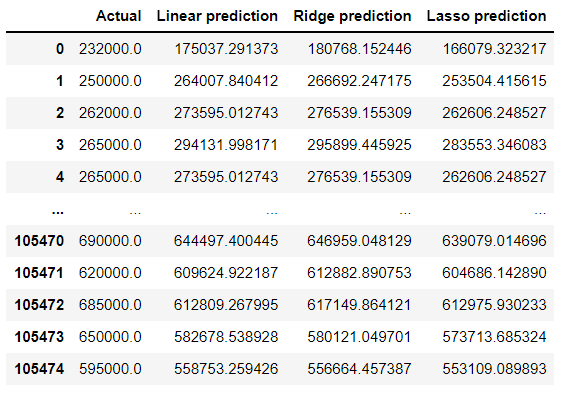 Actual Linear prediction Ridge prediction Lasso prediction
0 232000.0 175037.291373 180768.152446 166079.323217
1 250000.0 264007.840412 266692.247175 253504.415615
2 262000.0 273595.012743 276539.155309 262606.248527
3 265000.0 294131.998171 295899.445925 283553.346083
4 265000.0 273595.012743 276539.155309 262606.248527
... ... ... ... ...
105470 690000.0 644497.400445 646959.048129 639079.014696
105471 620000.0 609624.922187 612882.890753 604686.142890
105472 685000.0 612809.267995 617149.864121 612975.930233
105473 650000.0 582678.538928 580121.049701 573713.685324
105474 595000.0 558753.259426 556664.457387 553109.089893